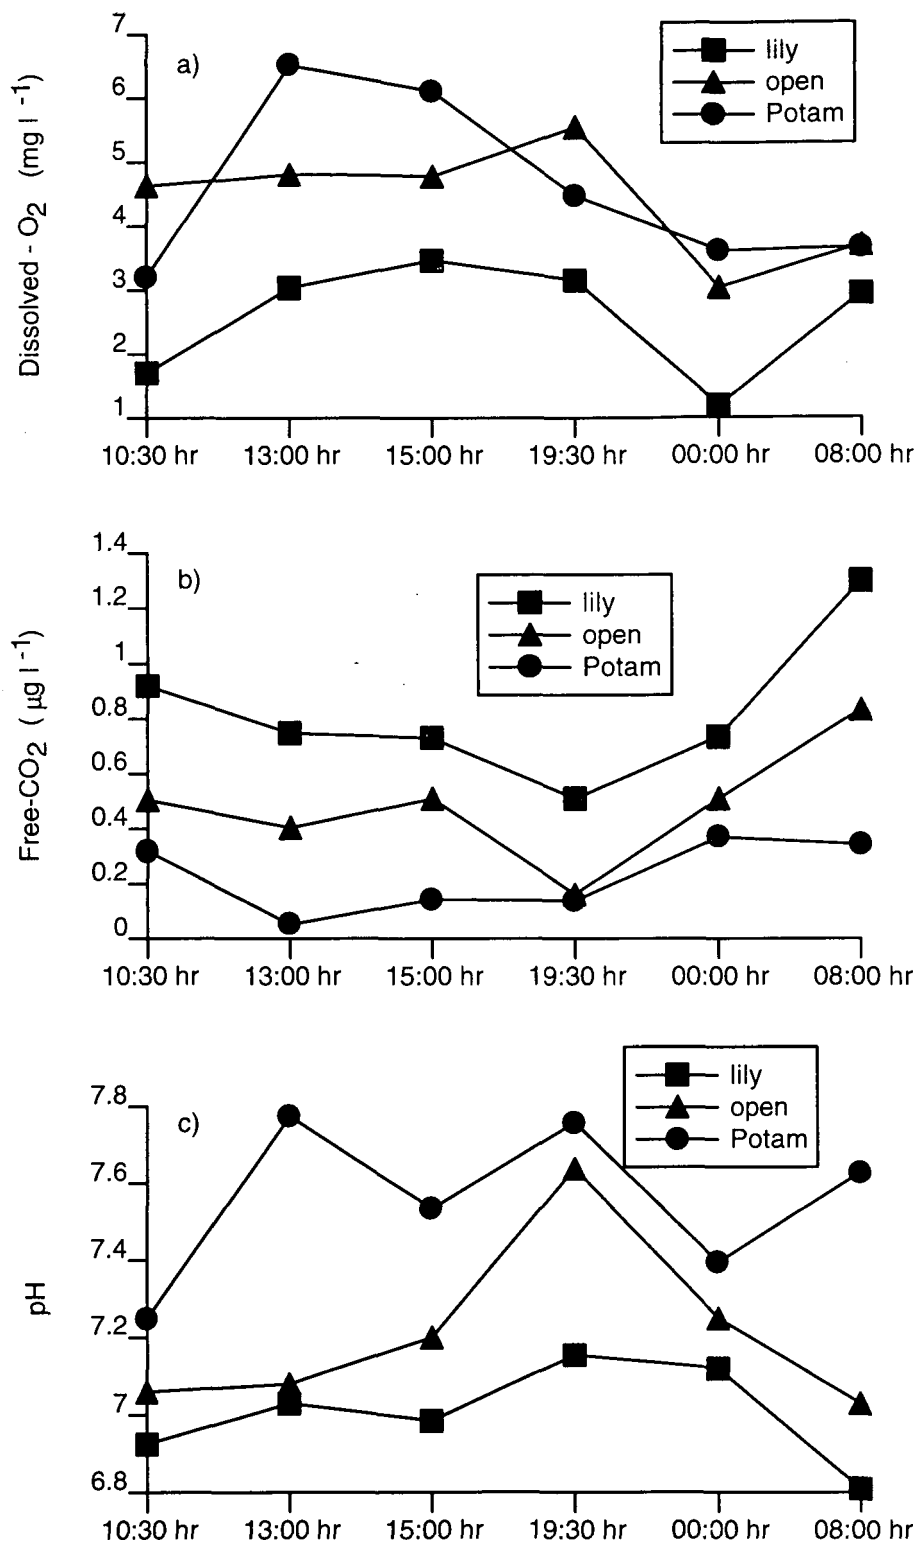 7
a)
6
5
4
3
2
1
Dissolved - O2 (mg l -1)
lily
open
Potam
10:30 hr 13:00 hr 15:00 hr 19:30 hr 00:00 hr 08:00 hr
1.4
b)
1.2
1
0.8
0.6
0.4
0.2
0
Free-CO2 (µg l -1)
lily
open
Potam
10:30 hr 13:00 hr 15:00 hr 19:30 hr 00:00 hr 08:00 hr
7.8
c)
7.6
7.4
7.2
7
6.8
pH
lily
open
Potam
10:30 hr 13:00 hr 15:00 hr 19:30 hr 00:00 hr 08:00 hr